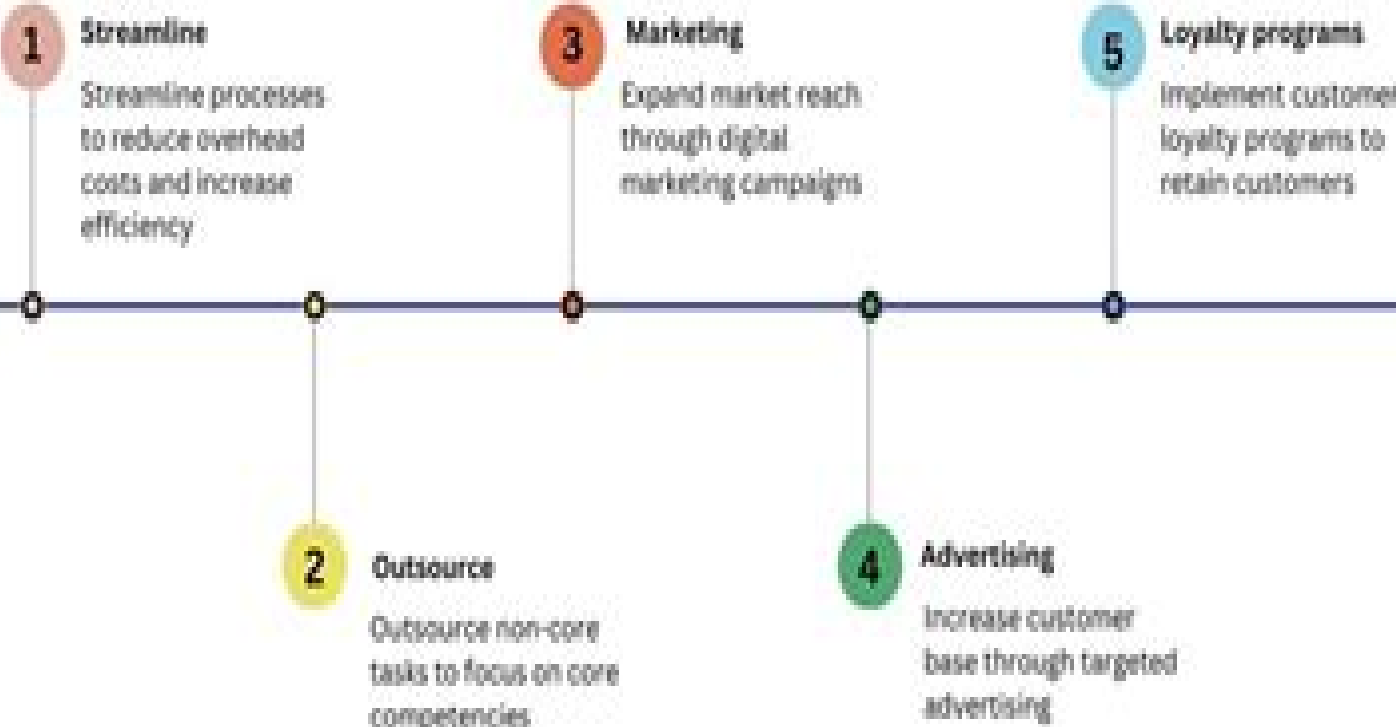 1
Streamline
Streamline processes
to reduce overhead
costs and increase
efficiency
2
Outsource
Outsource non-core
tasks to focus on core
competencies
3
Marketing
Expand market reach
through digital
marketing campaigns
4
Advertising
Increase customer
base through targeted
advertising
5
Loyalty programs
Implement customer
loyalty programs to
retain customers